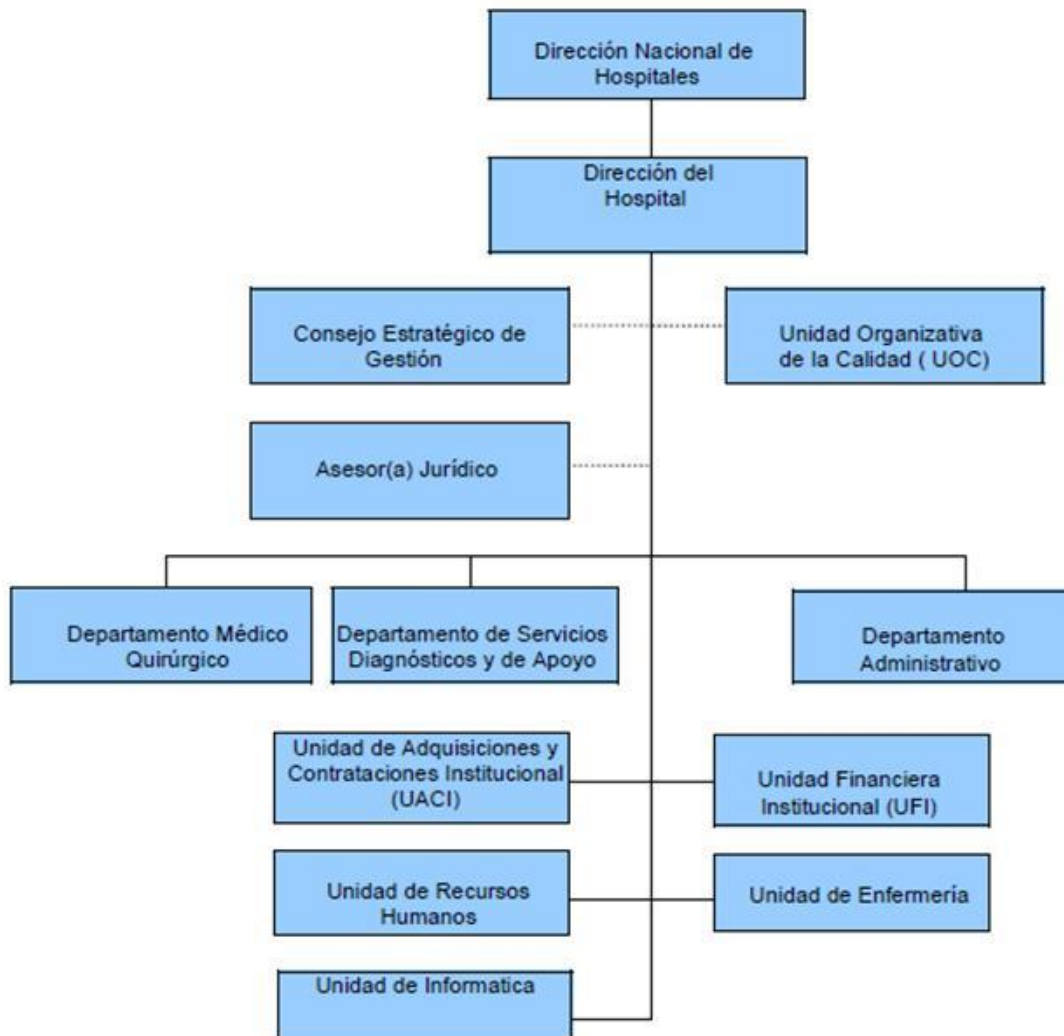 Dirección Nacional de
Hospitales
Dirección del
Hospital
Consejo Estratégico de
Gestión
Unidad Organizativa
de la Calidad ( UOC)
Asesor(a) Jurídico
Departamento Médico
Quirúrgico
Departamento de Servicios
Diagnósticos y de Apoyo
Departamento
Administrativo
Unidad de Adquisiciones y
Contrataciones Institucional
(UACI)
Unidad Financiera
Institucional (UFI)
Unidad de Recursos
Humanos
Unidad de Enfermería
Unidad de Informatica